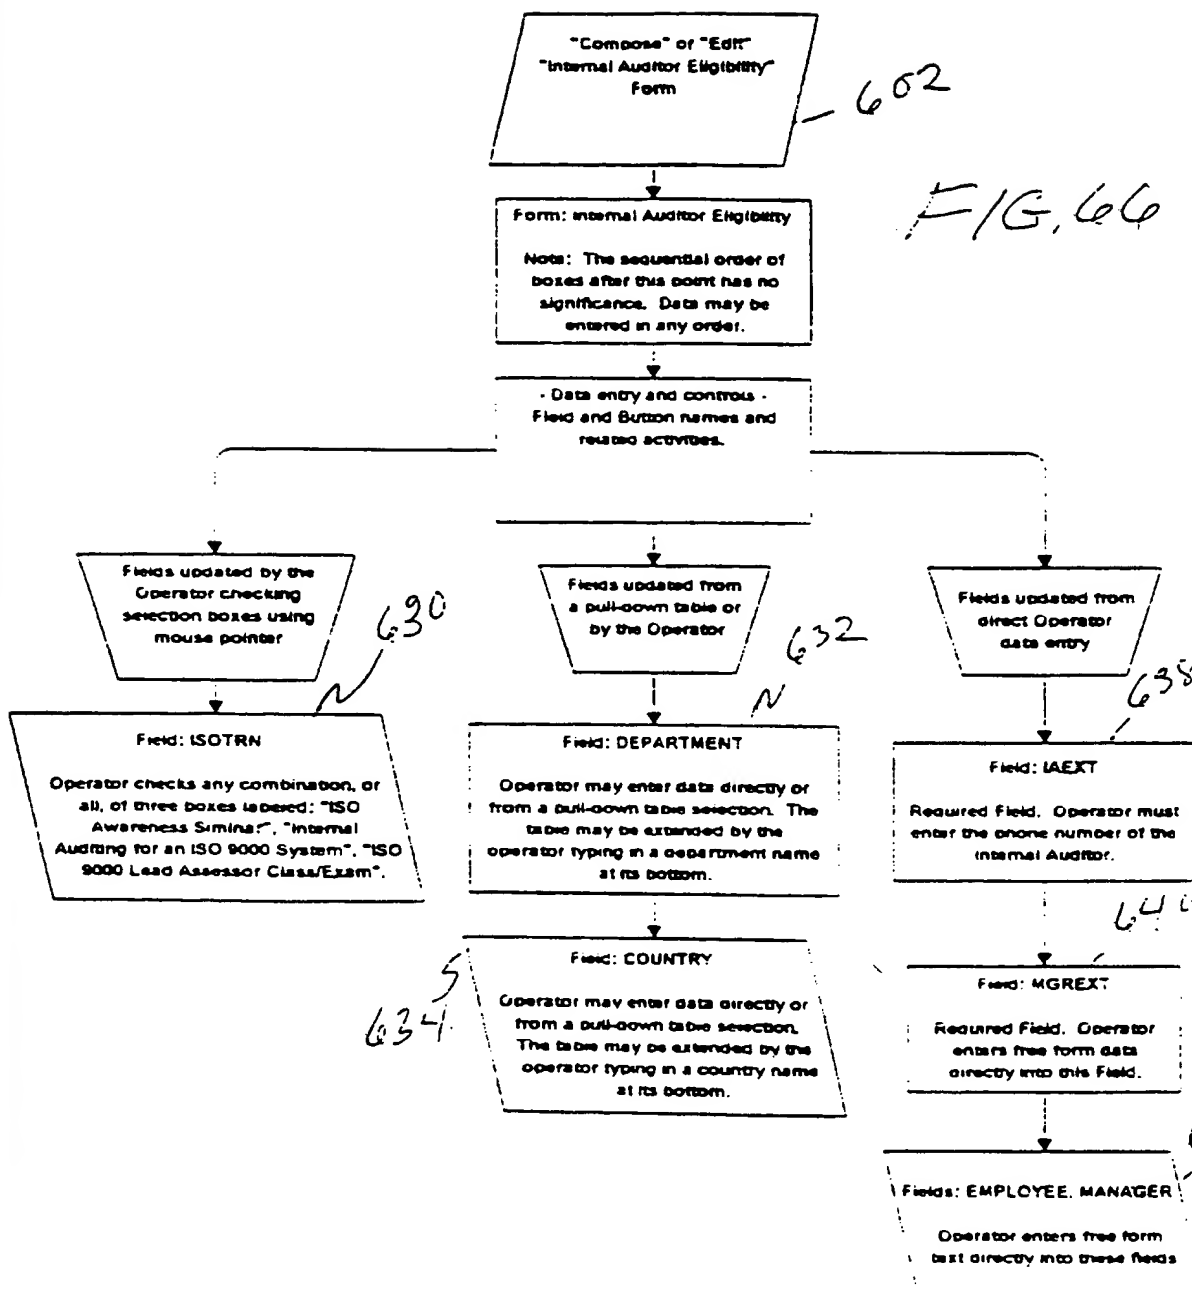 "Compose" or "Edit"
"Internal Auditor Eligibility"
Form
602
FIG. 66
Form: Internal Auditor Eligibility
Note: The sequential order of
boxes after this point has no
significance. Data may be
entered in any order.
- Data entry and controls -
Field and Button names and
related activities.
Fields updated by the
Operator checking
selection boxes using
mouse pointer
630
Field: ISOTRN
Operator checks any combination, or
all, of three boxes labered: "ISO
Awareness Siminar", "Internal
Auditing for an ISO 9000 System", "ISO
9000 Lead Assessor Class/Exam".
Fields updated from
a pull-down table or
by the Operator
632
Field: DEPARTMENT
Operator may enter data directly or
from a pull-down table selection. The
table may be extended by the
operator typing in a department name
at its bottom.
634
Field: COUNTRY
Operator may enter data directly or
from a pull-down table selection.
The table may be extended by the
operator typing in a country name
at its bottom.
Fields updated from
direct Operator
data entry
638
Field: IAEXT
Required Field. Operator must
enter the phone number of the
Internal Auditor.
Field: MGREXT
Required Field. Operator
enters free form data
directly into this Field.
Fields: EMPLOYEE, MANAGER
Operator enters free form
text directly into these fields